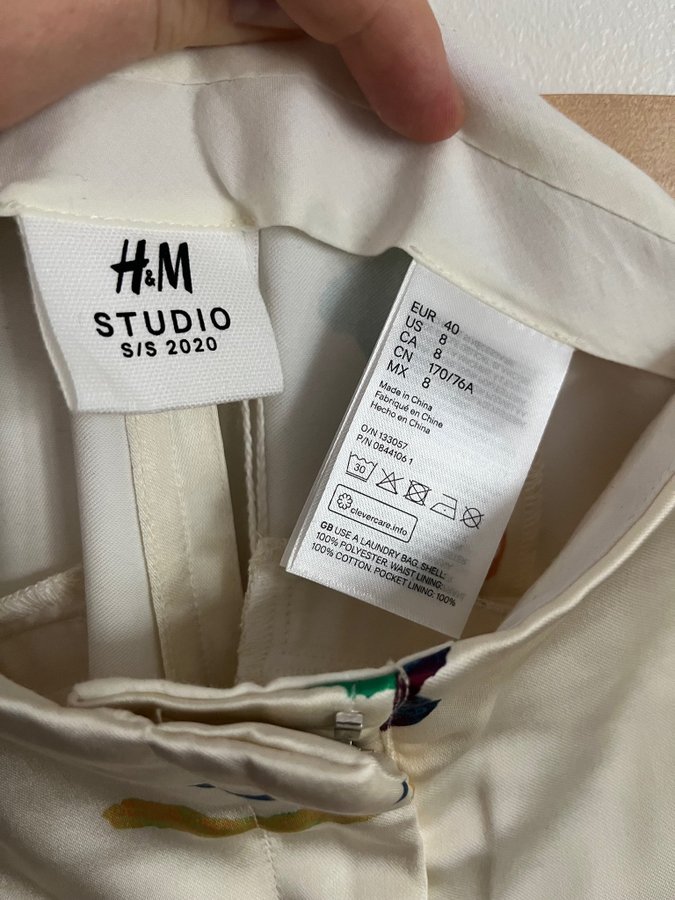 H&M
STUDIO
S/S 2020
EUR 40
US 8
CA 8
CN 170/76A
MX 8
Made in China
Fabriqué en Chine
Hecho en China
O/N 133057
P/N 0844106 1
30
clevercare.info
GB USE A LAUNDRY BAG. SHELL:
100% POLYESTER. WAIST LINING:
100% COTTON. POCKET LINING: 100%